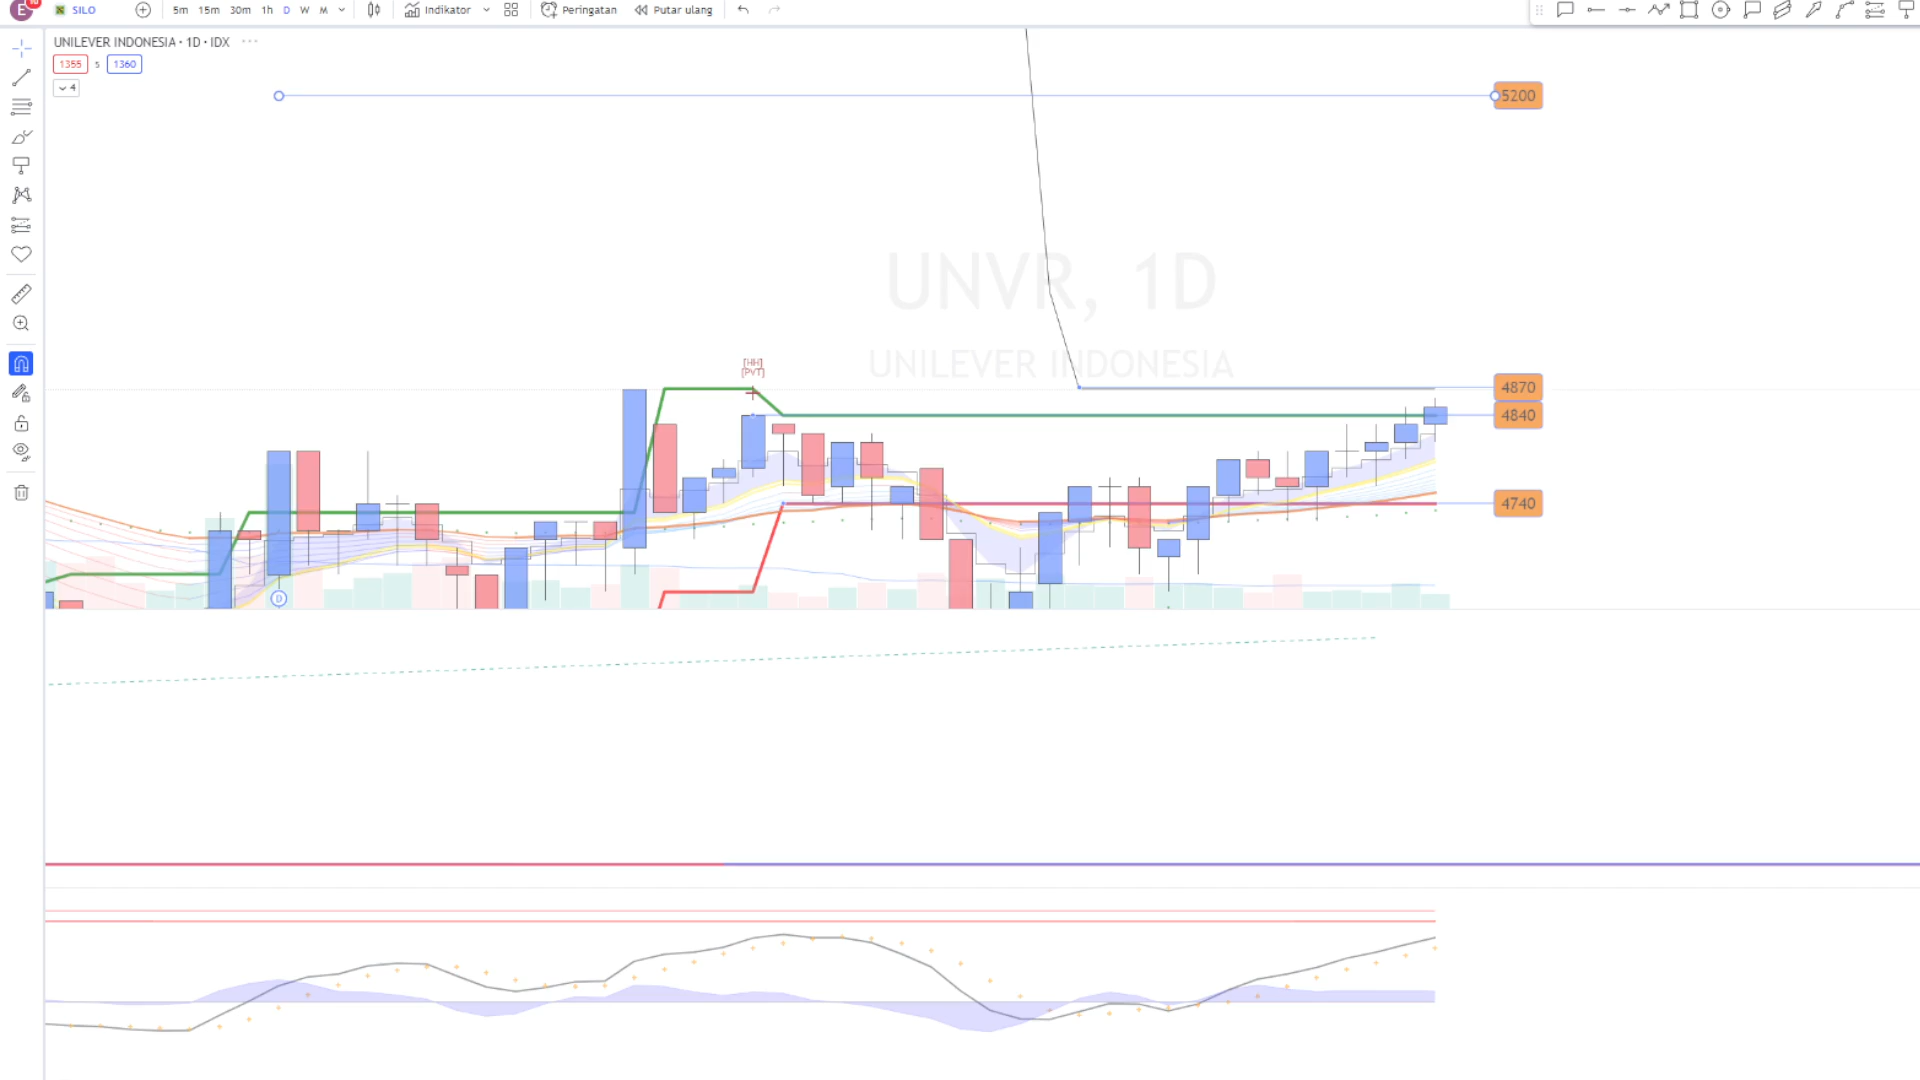 E 10 SILO 5m 15m 30m 1h D W M Indikator Peringatan Putar ulang
UNILEVER INDONESIA · 1D · IDX
1355 5 1360
4
5200
UNVR, 1D
UNILEVER INDONESIA
[HH]
[PVT]
4870
4840
4740
D